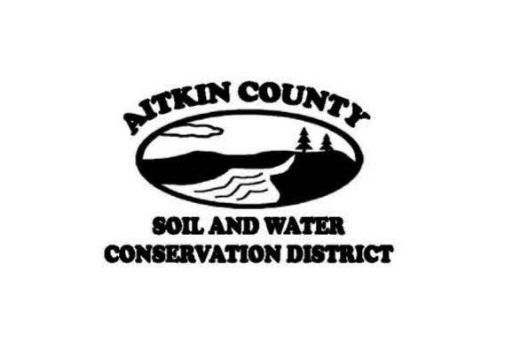 AITKIN COUNTY
SOIL AND WATER
CONSERVATION DISTRICT